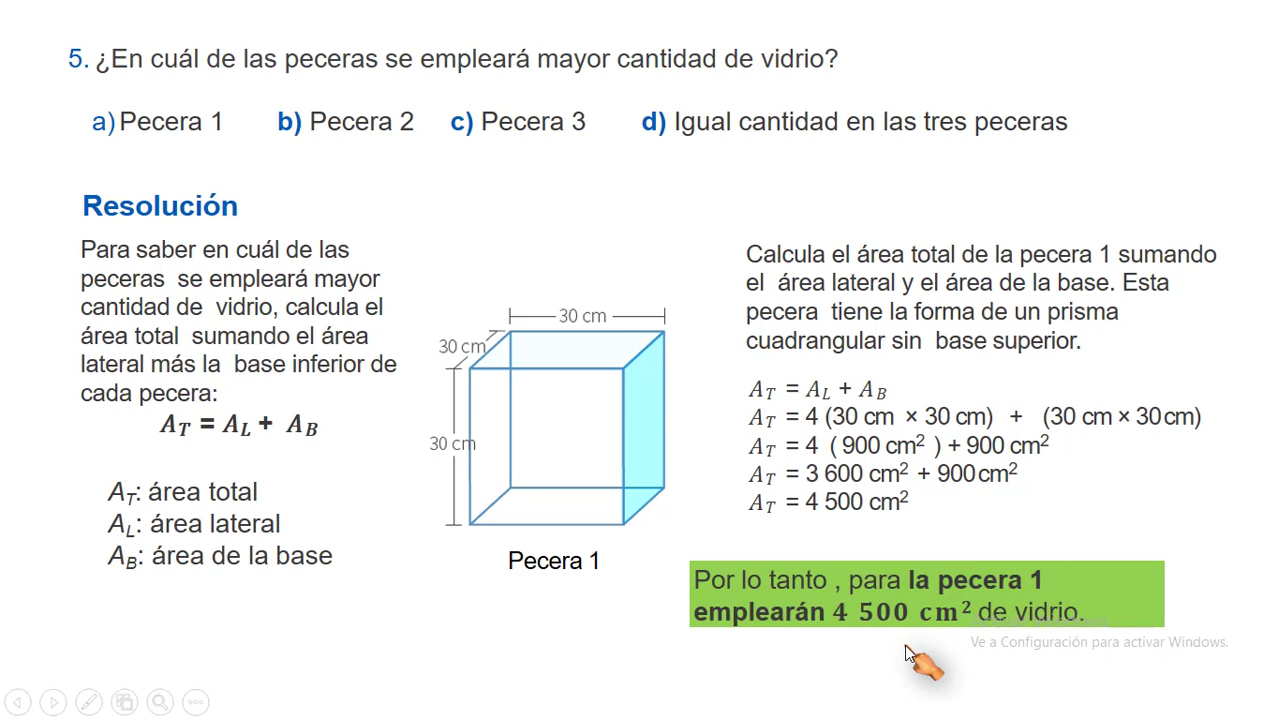 5. ¿En cuál de las peceras se empleará mayor cantidad de vidrio?
a) Pecera 1 b) Pecera 2 c) Pecera 3 d) Igual cantidad en las tres peceras
Resolución
Para saber en cuál de las
peceras se empleará mayor
cantidad de vidrio, calcula el
área total sumando el área
lateral más la base inferior de
cada pecera:
A_T = A_L + A_B
A_T: área total
A_L: área lateral
A_B: área de la base
30 cm
30 cm
30 cm
Pecera 1
Calcula el área total de la pecera 1 sumando
el área lateral y el área de la base. Esta
pecera tiene la forma de un prisma
cuadrangular sin base superior.
A_T = A_L + A_B
A_T = 4 (30 cm × 30 cm) + (30 cm × 30 cm)
A_T = 4 ( 900 cm² ) + 900 cm²
A_T = 3 600 cm² + 900 cm²
A_T = 4 500 cm²
Por lo tanto , para la pecera 1
emplearán 4 500 cm² de vidrio.
Ve a Configuración para activar Windows.